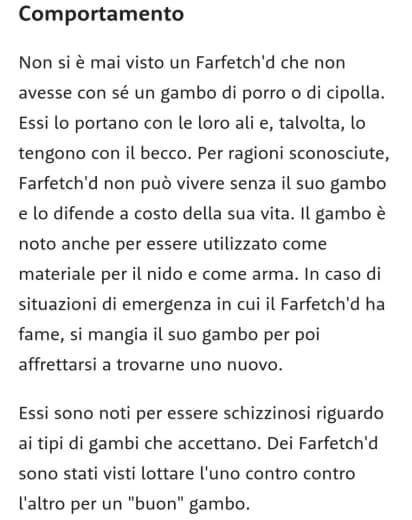 Comportamento
Non si è mai visto un Farfetch'd che non
avesse con sé un gambo di porro o di cipolla.
Essi lo portano con le loro ali e, talvolta, lo
tengono con il becco. Per ragioni sconosciute,
Farfetch'd non può vivere senza il suo gambo
e lo difende a costo della sua vita. Il gambo è
noto anche per essere utilizzato come
materiale per il nido e come arma. In caso di
situazioni di emergenza in cui il Farfetch'd ha
fame, si mangia il suo gambo per poi
affrettarsi a trovarne uno nuovo.
Essi sono noti per essere schizzinosi riguardo
ai tipi di gambi che accettano. Dei Farfetch'd
sono stati visti lottare l'uno contro contro
l'altro per un "buon" gambo.